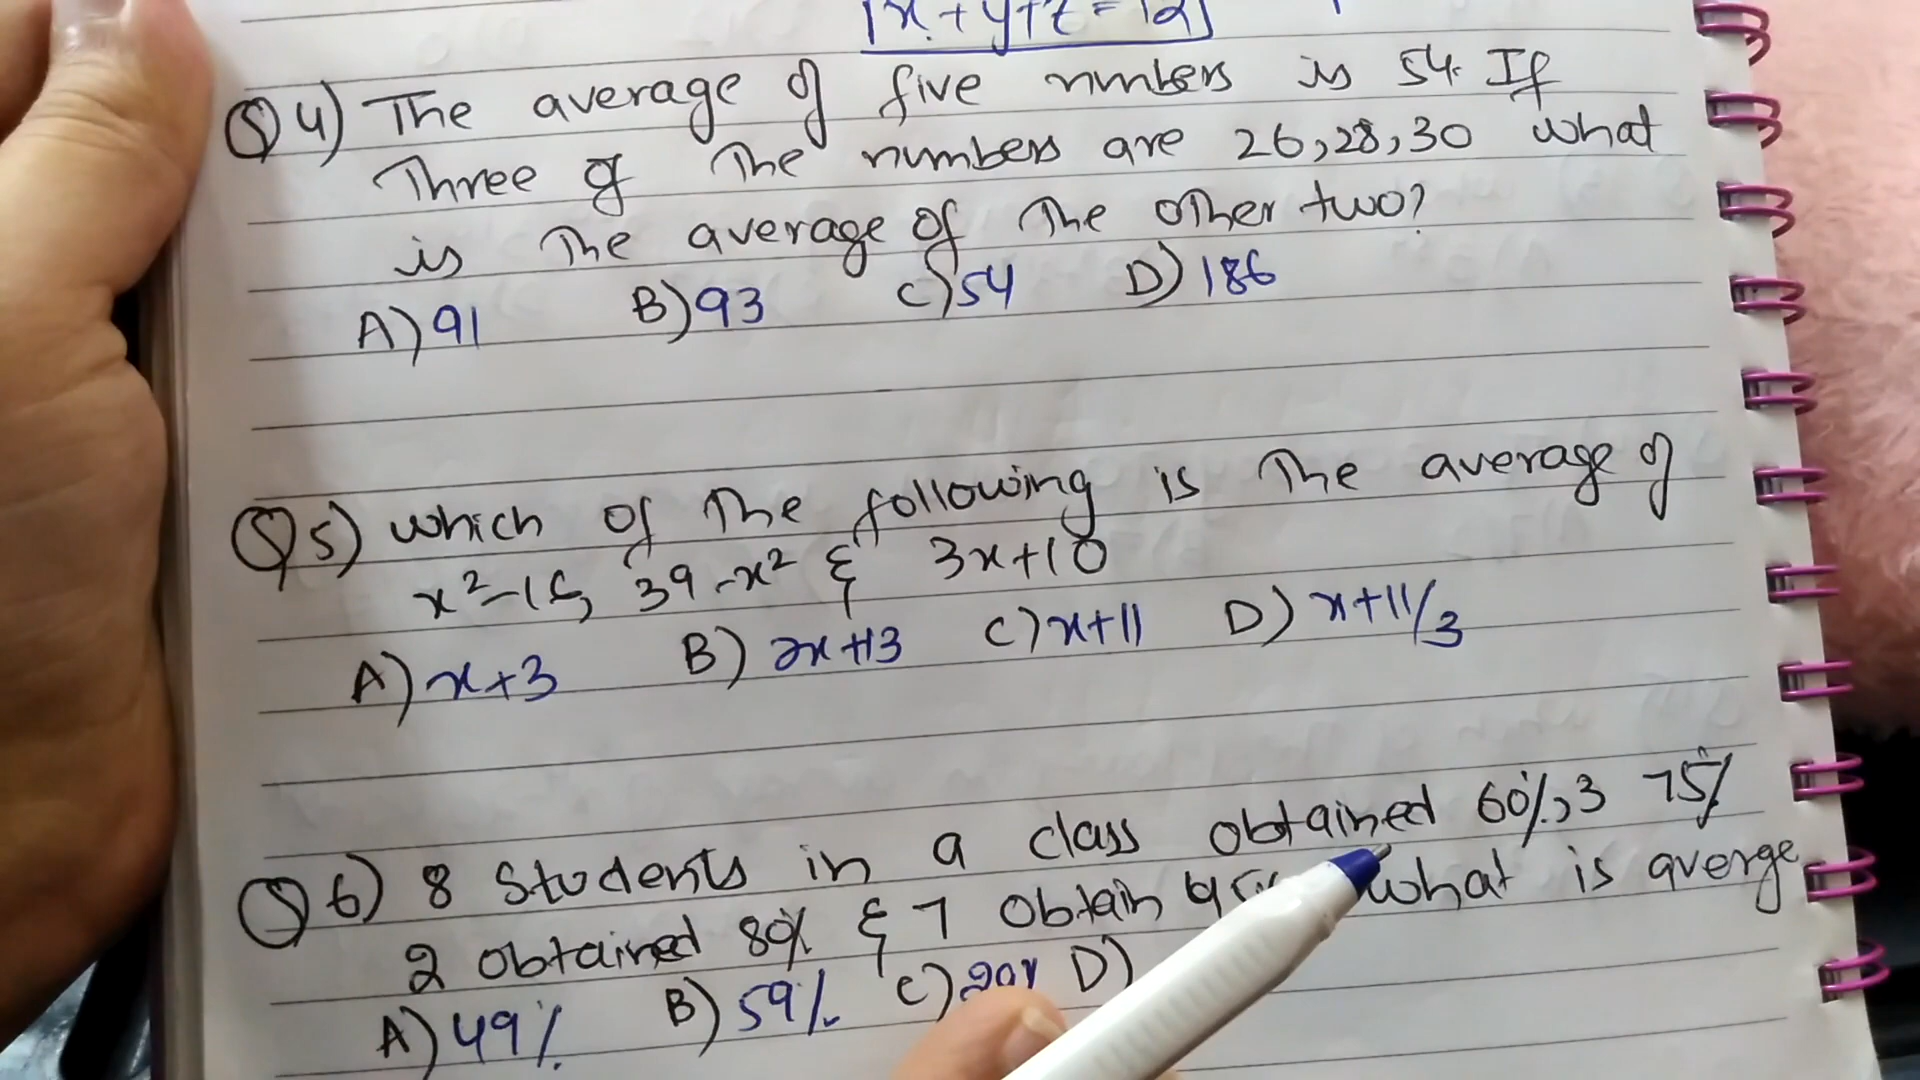 x+y+z=12
Q4) The average of five numbers is 54. If
Three of The numbers are 26,28,30 what
is The average of The other two?
A) 91 B) 93 C) 54 D) 186
Q5) which of The following is The average of
x²-16, 39-x² & 3x+10
A) x+3 B) 2x+13 C) x+11 D) x+11/3
Q6) 8 Students in a class obtained 60%, 3 75%
2 obtained 80% & 7 obtain what is averge
A) 49% B) 59% C) D)